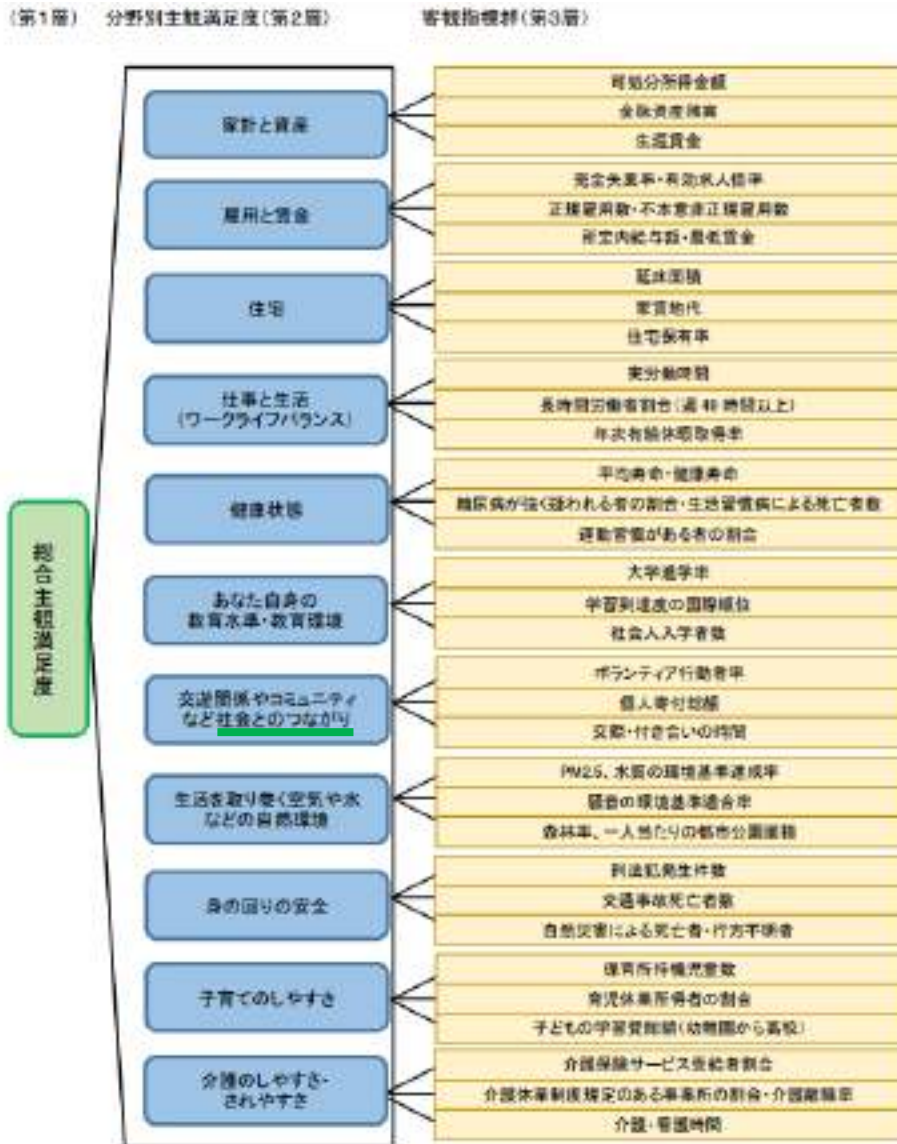 (第1層) 分野別主観満足度(第2層) 客観指標群(第3層)
総合主観満足度
家計と資産
可処分所得金額
金融資産残高
生涯賃金
雇用と賃金
完全失業率・有効求人倍率
正規雇用者数・不本意非正規雇用者数
所定内給与額・最低賃金
住宅
延床面積
家賃地代
住宅保有率
仕事と生活
(ワークライフバランス)
実労働時間
長時間労働者割合(週49時間以上)
年次有給休暇取得率
健康状態
平均寿命・健康寿命
糖尿病が強く疑われる者の割合・生活習慣病による死亡者数
運動習慣がある者の割合
あなた自身の
教育水準・教育環境
大学進学率
学習到達度の国際順位
社会人入学者数
交遊関係やコミュニティ
など社会とのつながり
ボランティア行動者率
個人寄付総額
交際・付き合いの時間
生活を取り巻く空気や水
などの自然環境
PM2.5、水質の環境基準達成率
騒音の環境基準適合率
森林率、一人当たりの都市公園面積
身の回りの安全
刑法犯発生件数
交通事故死亡者数
自然災害による死亡者・行方不明者
子育てのしやすさ
保育所待機児童数
育児休業所得者の割合
子どもの学習費総額(幼稚園から高校)
介護のしやすさ・
されやすさ
介護保険サービス受給者割合
介護休業制度規定のある事業所の割合・介護離職率
介護・看護時間